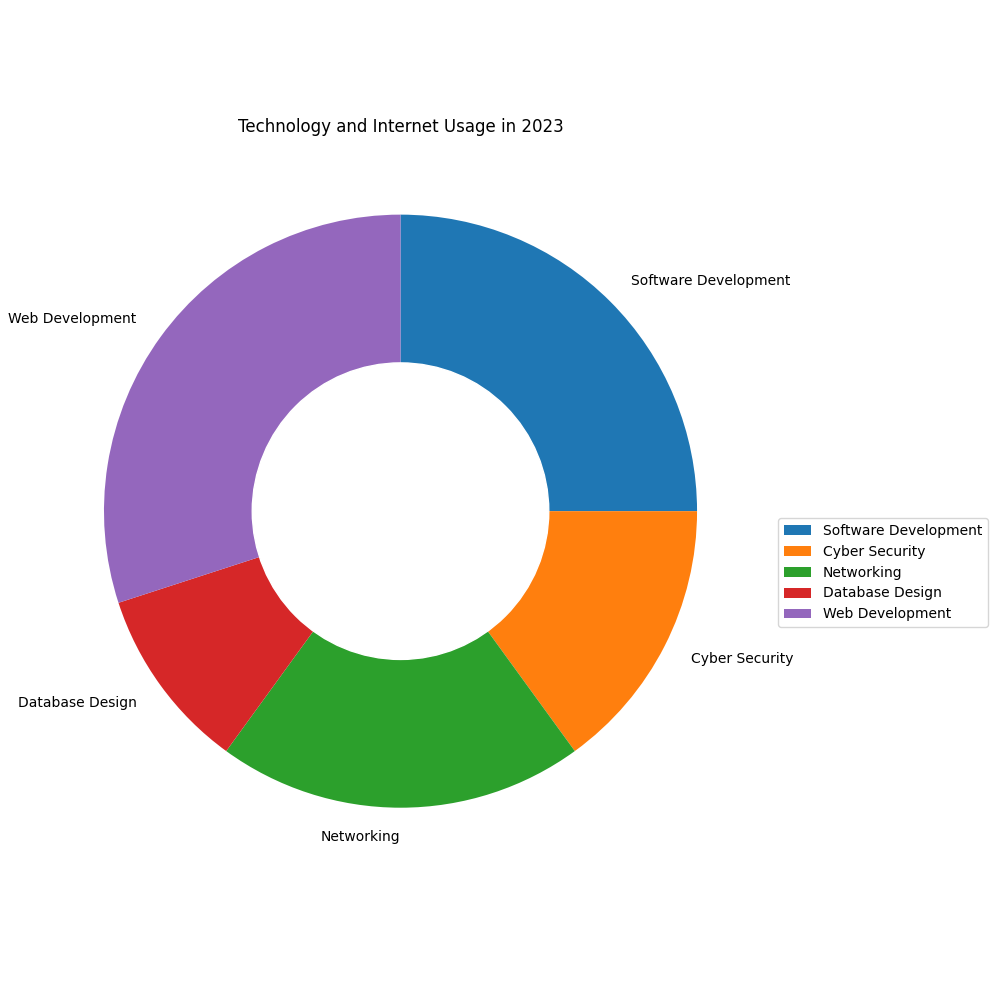 Technology and Internet Usage in 2023
Software Development
Web Development
Software Development
Cyber Security
Networking
Database Design
Web Development
Cyber Security
Database Design
Networking